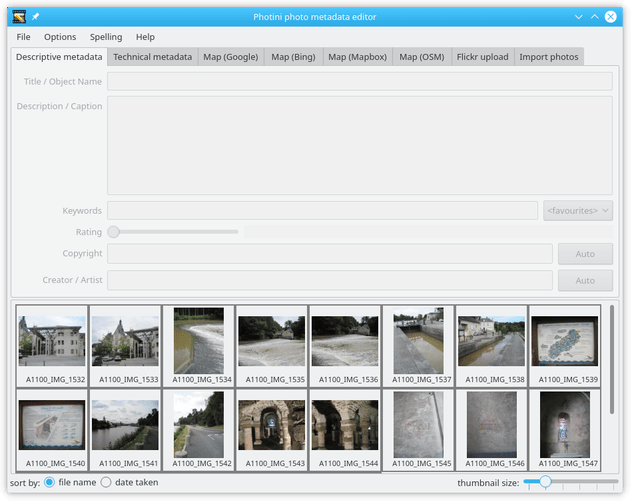 Photini photo metadata editor
File Options Spelling Help
Descriptive metadata Technical metadata Map (Google) Map (Bing) Map (Mapbox) Map (OSM) Flickr upload Import photos
Title / Object Name
Description / Caption
Keywords <favourites>
Rating
Copyright Auto
Creator / Artist Auto
A1100_IMG_1532 A1100_IMG_1533 A1100_IMG_1534 A1100_IMG_1535 A1100_IMG_1536 A1100_IMG_1537 A1100_IMG_1538 A1100_IMG_1539
A1100_IMG_1540 A1100_IMG_1541 A1100_IMG_1542 A1100_IMG_1543 A1100_IMG_1544 A1100_IMG_1545 A1100_IMG_1546 A1100_IMG_1547
sort by: file name date taken thumbnail size: